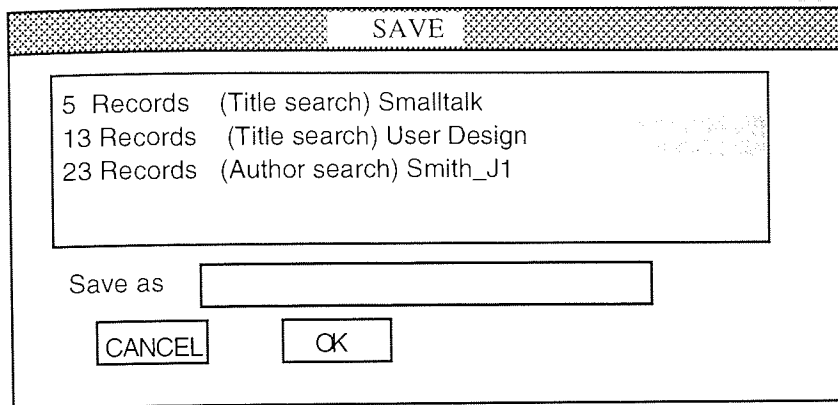 SAVE
5 Records (Title search) Smalltalk
13 Records (Title search) User Design
23 Records (Author search) Smith_J1
Save as
CANCEL OK